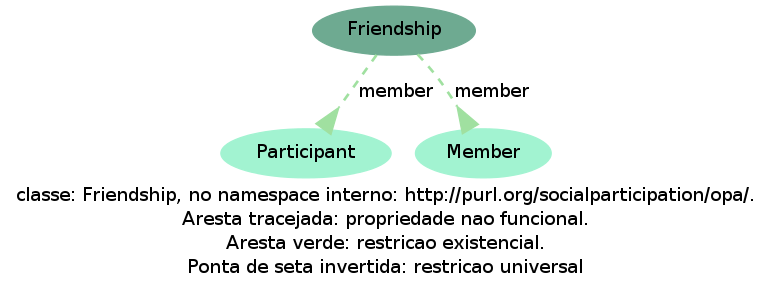 Friendship
member member
Participant Member
classe: Friendship, no namespace interno: http://purl.org/socialparticipation/opa/.
Aresta tracejada: propriedade nao funcional.
Aresta verde: restricao existencial.
Ponta de seta invertida: restricao universal